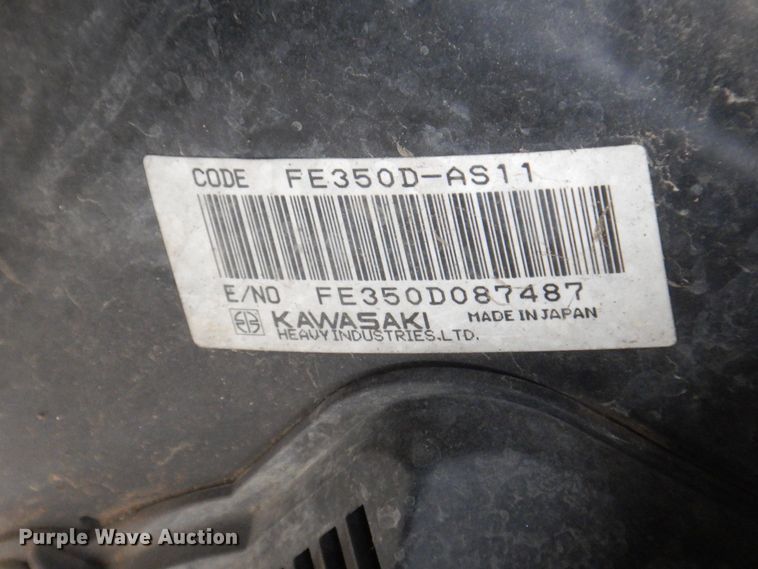 CODE FE350D-AS11
E/NO FE350D087487
KAWASAKI MADE IN JAPAN
HEAVY INDUSTRIES,LTD.
Purple Wave Auction